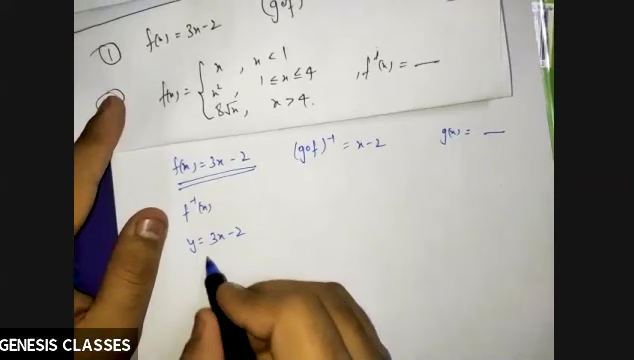 (gof)
① f(x) = 3x-2
f(x) = { x, x < 1
x², 1 ≤ x ≤ 4 , f⁻¹(x) = —
8√x, x > 4.
f(x) = 3x - 2 (gof)⁻¹ = x-2 g(x) = —
f⁻¹(x)
y = 3x-2
GENESIS CLASSES